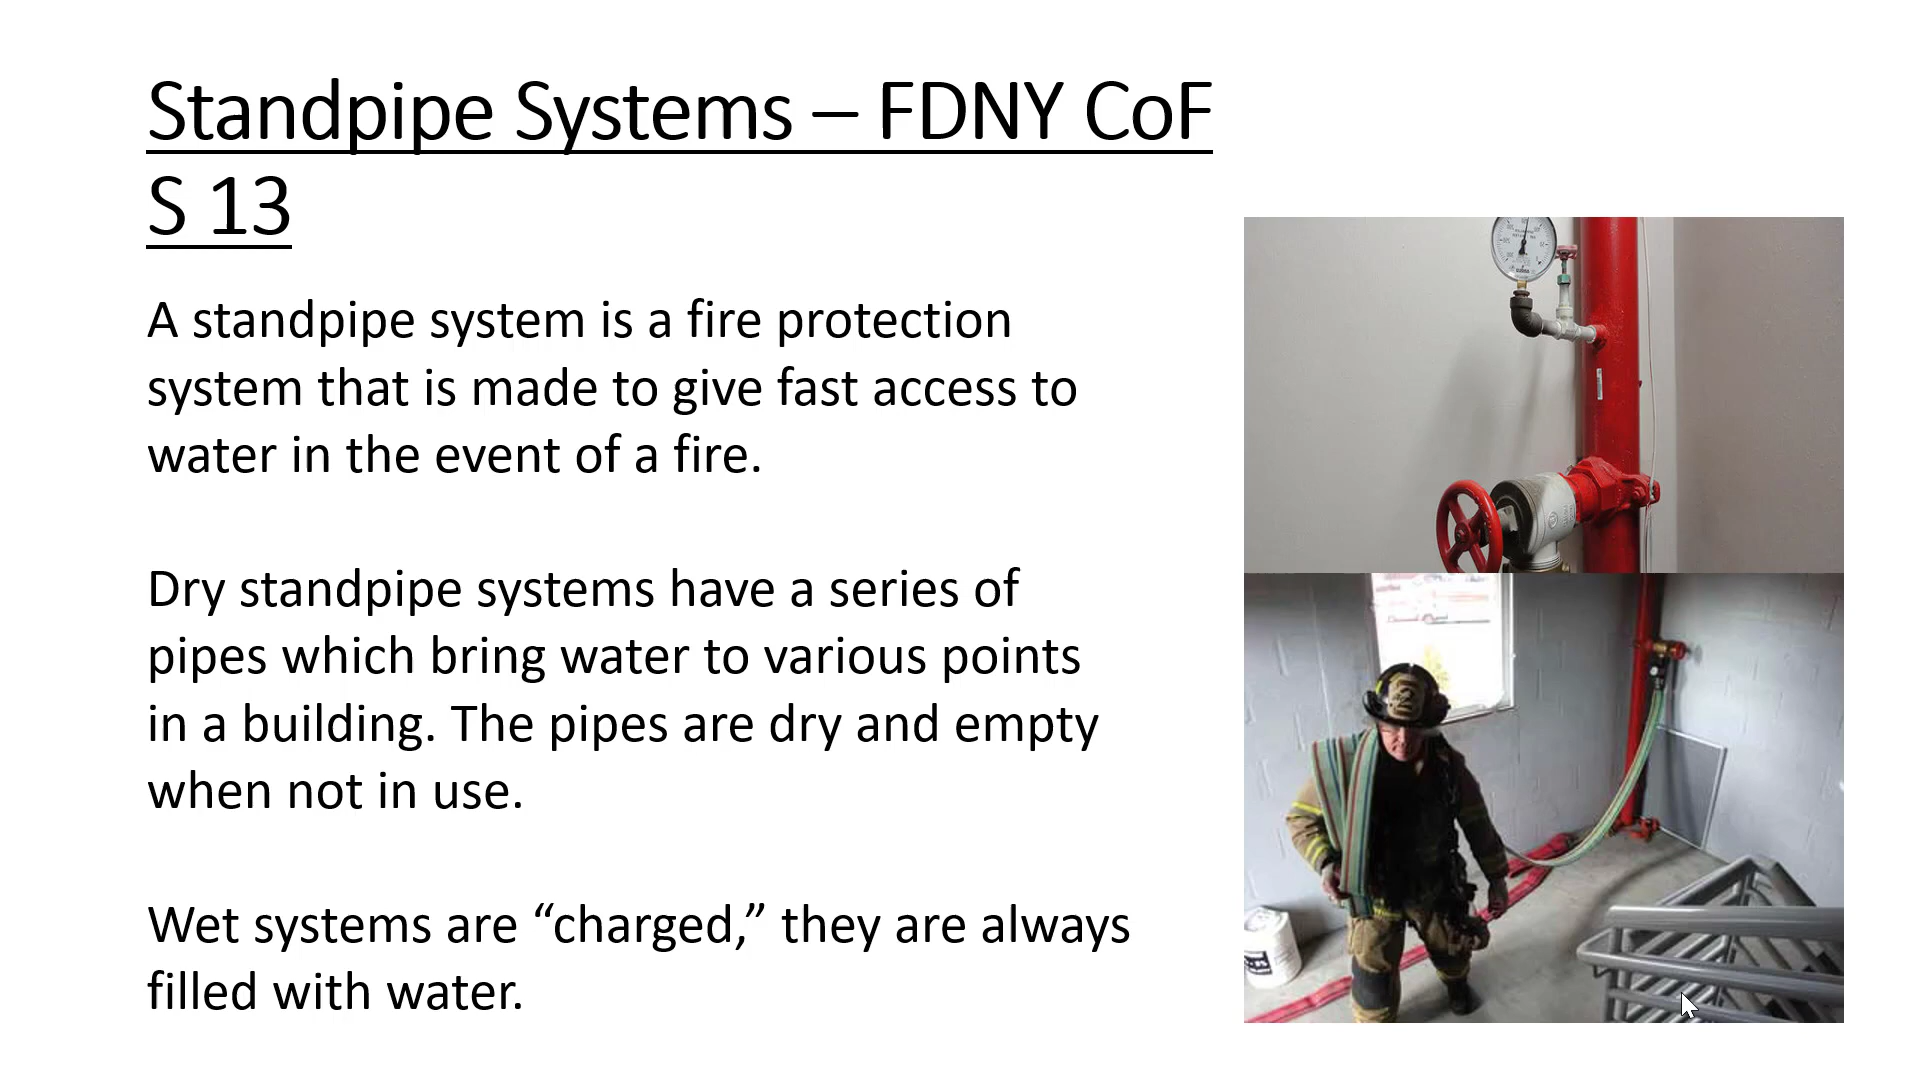 Standpipe Systems – FDNY CoF
S 13
A standpipe system is a fire protection
system that is made to give fast access to
water in the event of a fire.
Dry standpipe systems have a series of
pipes which bring water to various points
in a building. The pipes are dry and empty
when not in use.
Wet systems are “charged,” they are always
filled with water.
2